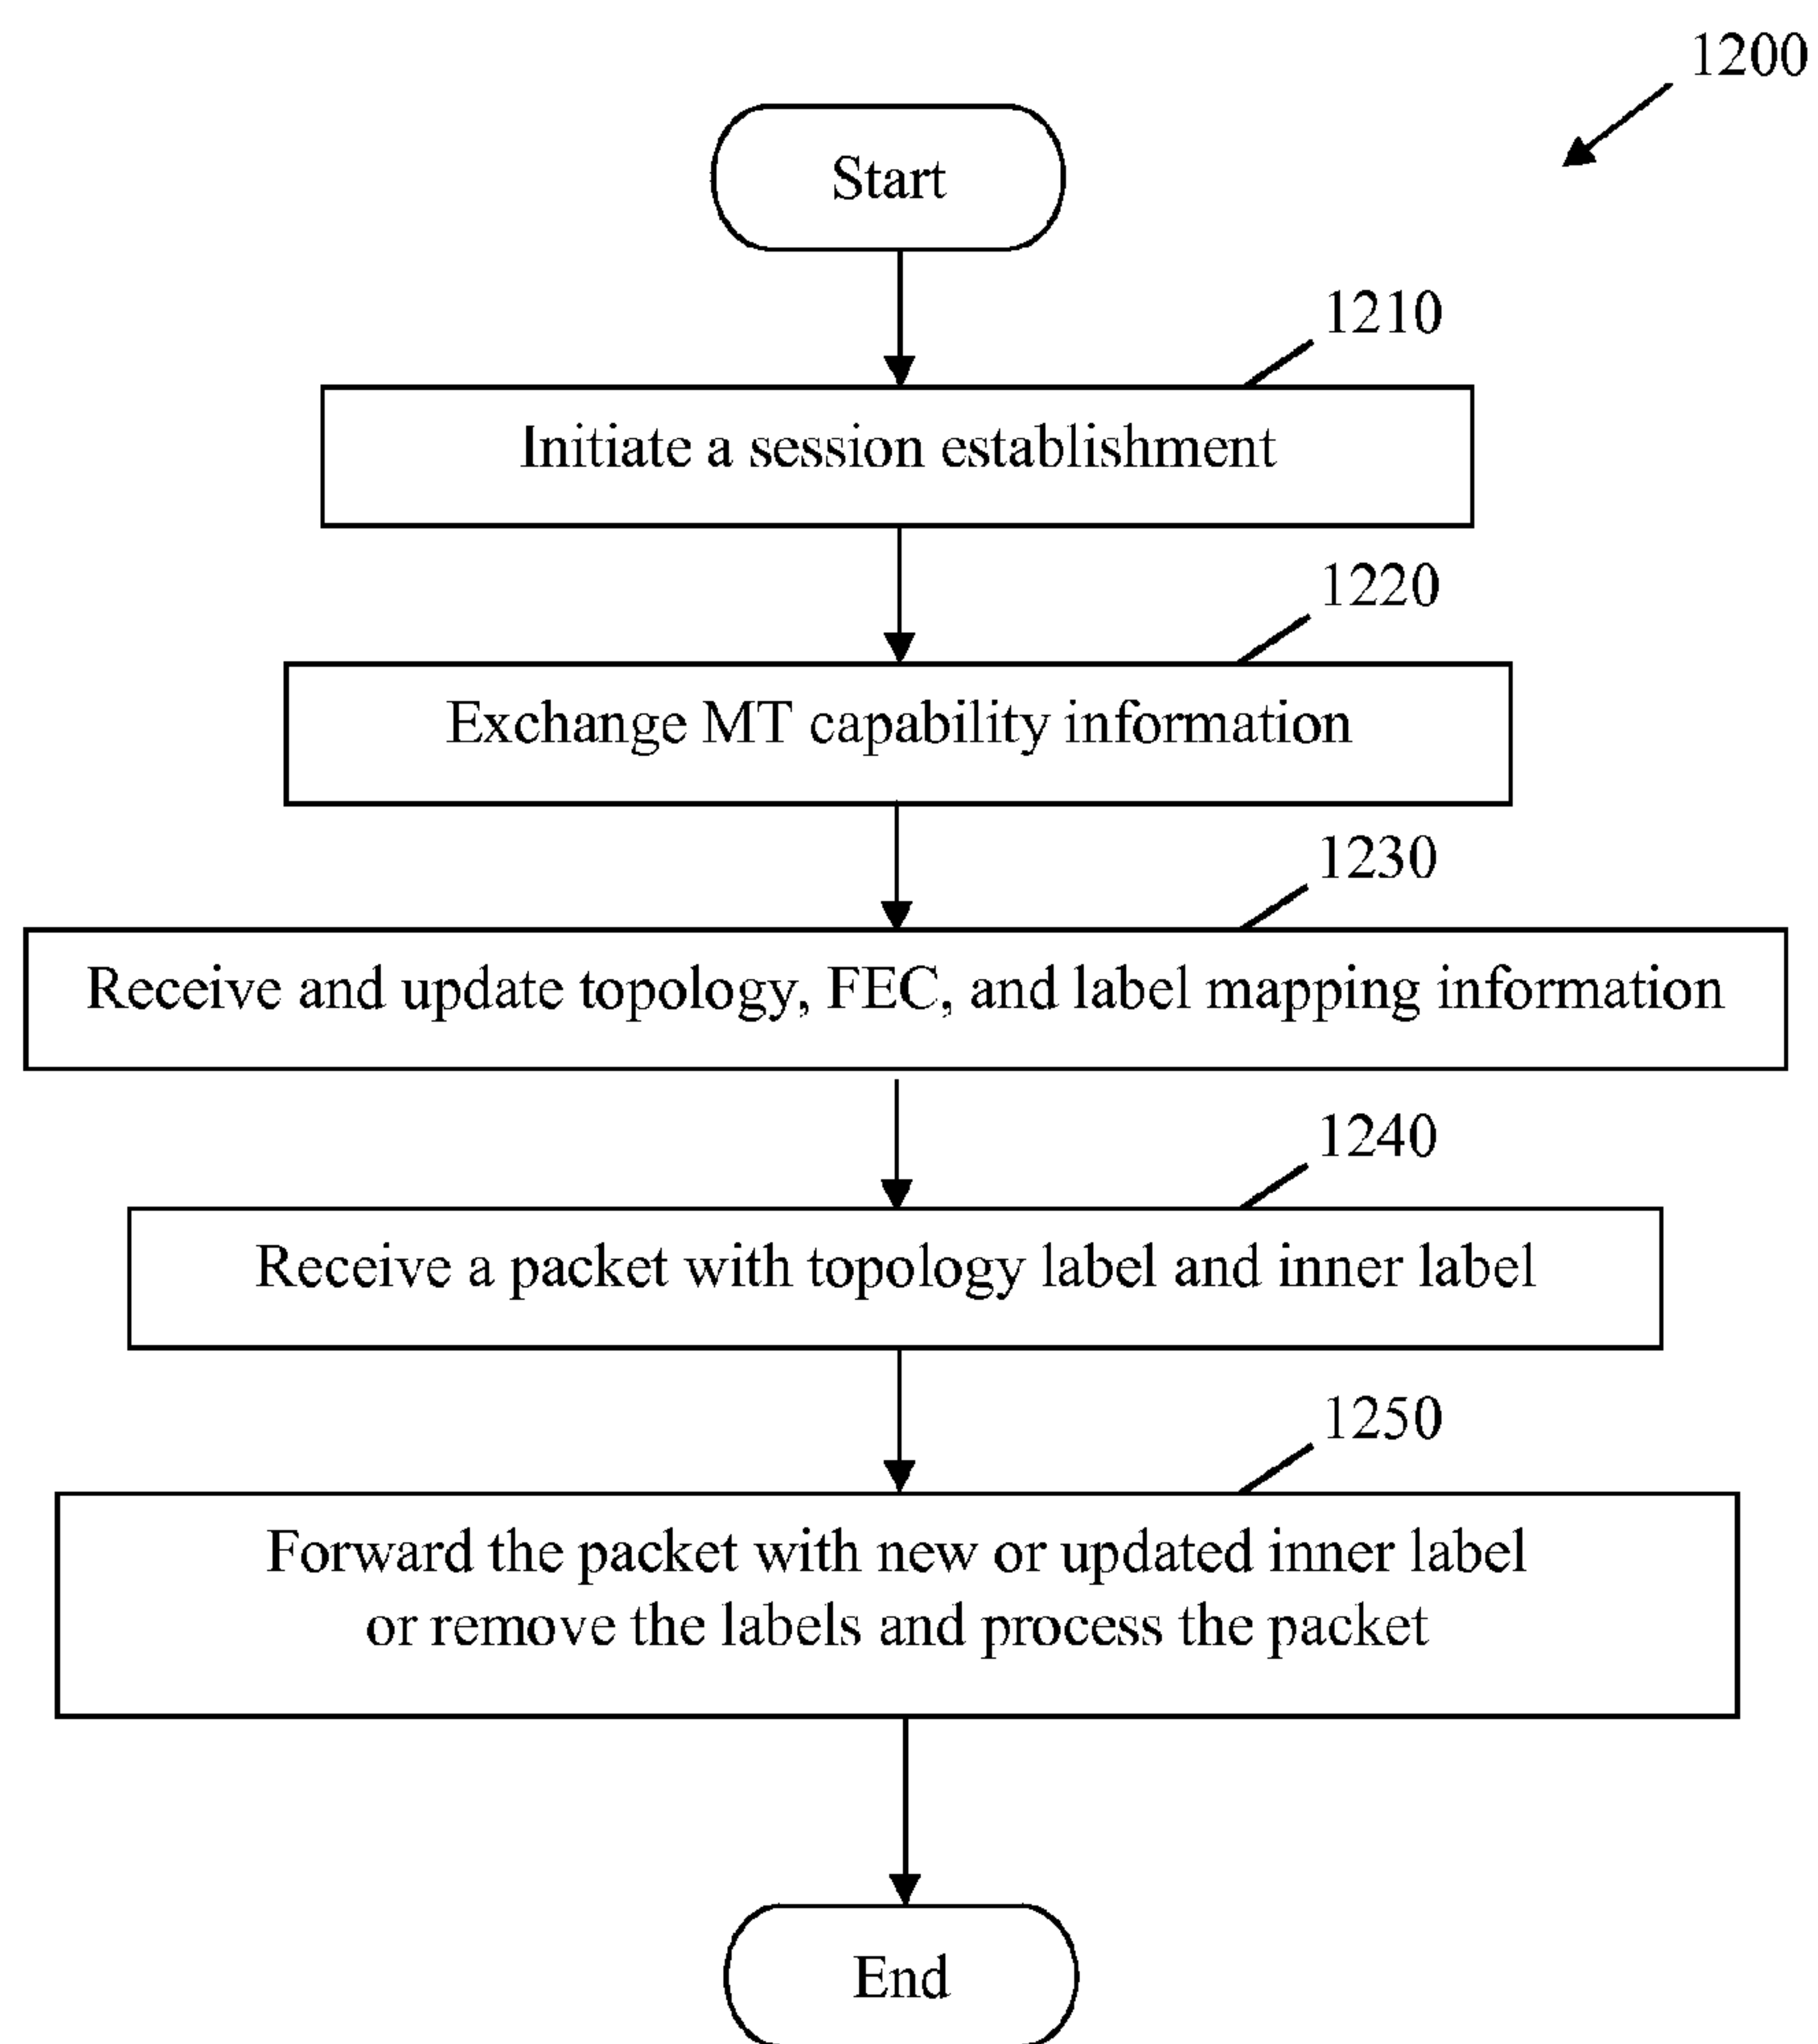 1200
Start
1210
Initiate a session establishment
1220
Exchange MT capability information
1230
Receive and update topology, FEC, and label mapping information
1240
Receive a packet with topology label and inner label
1250
Forward the packet with new or updated inner label
or remove the labels and process the packet
End